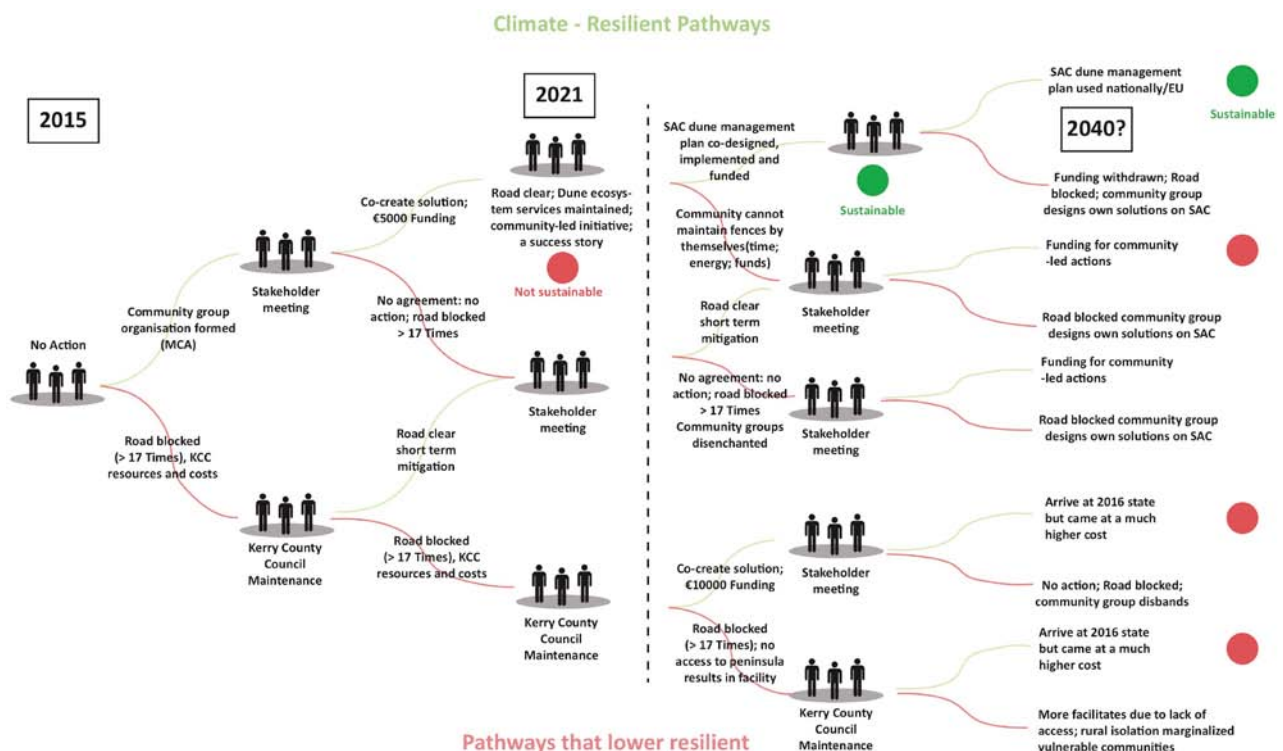 Climate - Resilient Pathways
2015
2021
2040?
No Action
Community group
organisation formed
(MCA)
Road blocked
(> 17 Times), KCC
resources and costs
Stakeholder
meeting
Kerry County
Council
Maintenance
Co-create solution;
€5000 Funding
No agreement: no
action; road blocked
> 17 Times
Road clear
short term
mitigation
Road blocked
(> 17 Times), KCC
resources and costs
Road clear; Dune ecosys-
tem services maintained;
community-led initiative;
a success story
Not sustainable
Stakeholder
meeting
Kerry County
Council
Maintenance
SAC dune management
plan co-designed,
implemented and
funded
Community cannot
maintain fences by
themselves(time;
energy; funds)
Road clear
short term
mitigation
No agreement: no
action; road blocked
> 17 Times
Community groups
disenchanted
Co-create solution;
€10000 Funding
Road blocked
(> 17 Times); no
access to peninsula
results in facility
Sustainable
Stakeholder
meeting
Stakeholder
meeting
Stakeholder
meeting
Kerry County
Council
Maintenance
SAC dune management
plan used nationally/EU
Sustainable
Funding withdrawn; Road
blocked; community group
designs own solutions on SAC
Funding for community
-led actions
Road blocked community group
designs own solutions on SAC
Funding for community
-led actions
Road blocked community group
designs own solutions on SAC
Arrive at 2016 state
but came at a much
higher cost
No action; Road blocked;
community group disbands
Arrive at 2016 state
but came at a much
higher cost
More facilitates due to lack of
access; rural isolation marginalized
vulnerable communities
Pathways that lower resilient